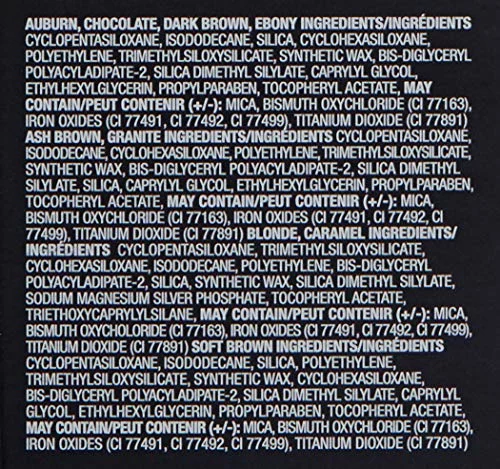 AUBURN, CHOCOLATE, DARK BROWN, EBONY INGREDIENTS/INGRÉDIENTS
CYCLOPENTASILOXANE, ISODODECANE, SILICA, CYCLOHEXASILOXANE,
POLYETHYLENE, TRIMETHYLSILOXYSILICATE, SYNTHETIC WAX, BIS-DIGLYCERYL
POLYACYLADIPATE-2, SILICA DIMETHYL SILYLATE, CAPRYLYL GLYCOL,
ETHYLHEXYLGLYCERIN, PROPYLPARABEN, TOCOPHERYL ACETATE, MAY
CONTAIN/PEUT CONTENIR (+/-): MICA, BISMUTH OXYCHLORIDE (CI 77163),
IRON OXIDES (CI 77491, CI 77492, CI 77499), TITANIUM DIOXIDE (CI 77891)
ASH BROWN, GRANITE INGREDIENTS/INGRÉDIENTS CYCLOPENTASILOXANE,
ISODODECANE, CYCLOHEXASILOXANE, POLYETHYLENE, TRIMETHYLSILOXYSILICATE,
SYNTHETIC WAX, BIS-DIGLYCERYL POLYACYLADIPATE-2, SILICA DIMETHYL
SILYLATE, SILICA, CAPRYLYL GLYCOL, ETHYLHEXYLGLYCERIN, PROPYLPARABEN,
TOCOPHERYL ACETATE, MAY CONTAIN/PEUT CONTENIR (+/-): MICA,
BISMUTH OXYCHLORIDE (CI 77163), IRON OXIDES (CI 77491, CI 77492, CI
77499), TITANIUM DIOXIDE (CI 77891) BLONDE, CARAMEL INGREDIENTS/
INGRÉDIENTS CYCLOPENTASILOXANE, TRIMETHYLSILOXYSILICATE,
CYCLOHEXASILOXANE, ISODODECANE, POLYETHYLENE, BIS-DIGLYCERYL
POLYACYLADIPATE-2, SILICA, SYNTHETIC WAX, SILICA DIMETHYL SILYLATE,
SODIUM MAGNESIUM SILVER PHOSPHATE, TOCOPHERYL ACETATE,
TRIETHOXYCAPRYLYLSILANE, MAY CONTAIN/PEUT CONTENIR (+/-): MICA,
BISMUTH OXYCHOLORIDE (CI 77163), IRON OXIDES (CI 77491, CI 77492, CI 77499),
TITANIUM DIOXIDE (CI 77891) SOFT BROWN INGREDIENTS/INGRÉDIENTS
CYCLOPENTASILOXANE, ISODODECANE, SILICA, POLYETHYLENE,
TRIMETHYLSILOXYSILICATE, SYNTHETIC WAX, CYCLOHEXASILOXANE,
BIS-DIGLYCERYL POLYACYLADIPATE-2, SILICA DIMETHYL SILYLATE, CAPRYLYL
GLYCOL, ETHYLHEXYLGLYCERIN, PROPYLPARABEN, TOCOPHERYL ACETATE,
MAY CONTAIN/PEUT CONTENIR (+/-): MICA, BISMUTH OXYCHLORIDE (CI 77163),
IRON OXIDES (CI 77491, CI 77492, CI 77499), TITANIUM DIOXIDE (CI 77891)